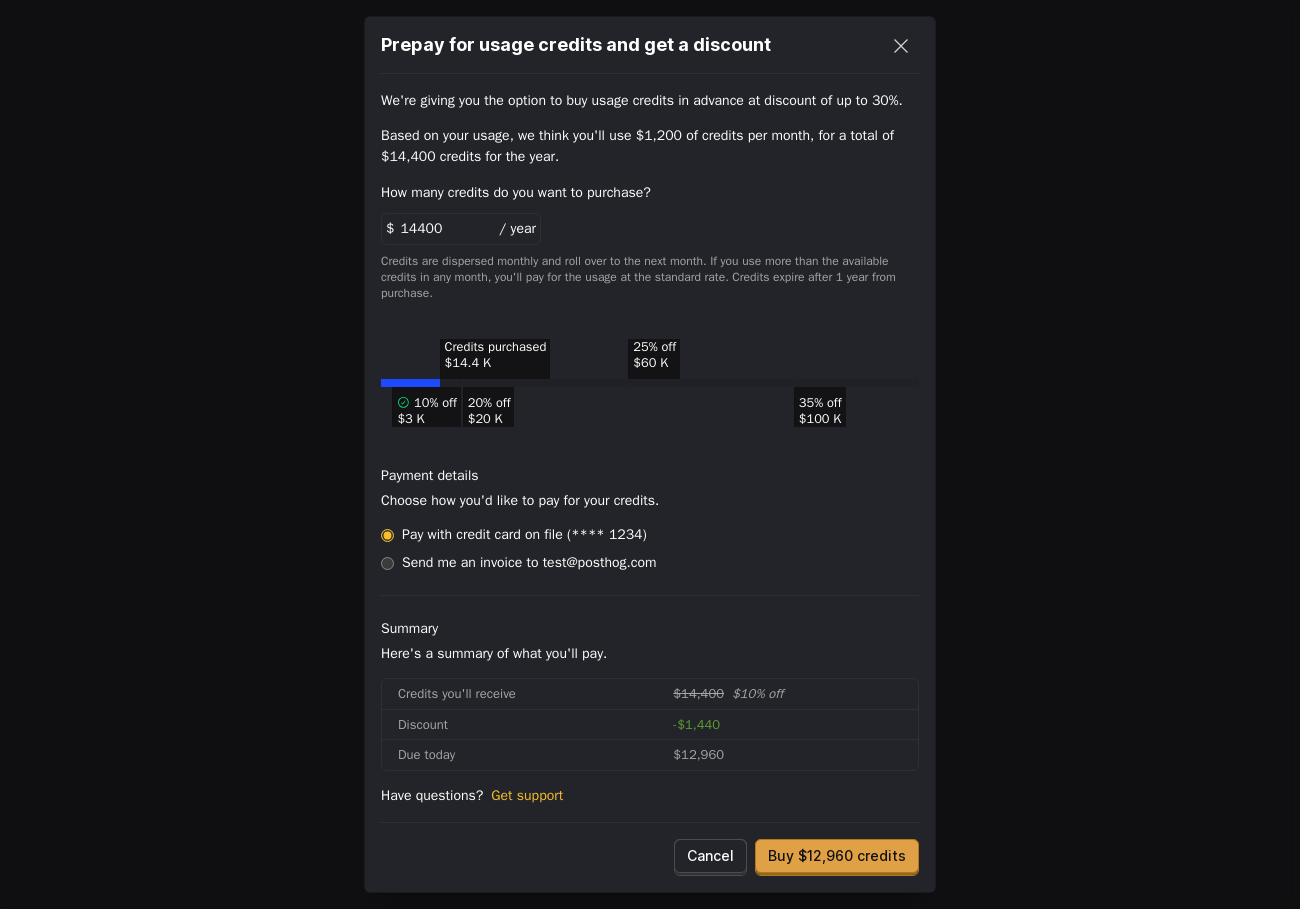 Prepay for usage credits and get a discount
We're giving you the option to buy usage credits in advance at discount of up to 30%.
Based on your usage, we think you'll use $1,200 of credits per month, for a total of
$14,400 credits for the year.
How many credits do you want to purchase?
$ 14400 / year
Credits are dispersed monthly and roll over to the next month. If you use more than the available
credits in any month, you'll pay for the usage at the standard rate. Credits expire after 1 year from
purchase.
Credits purchased
$14.4 K
25% off
$60 K
10% off
$3 K
20% off
$20 K
35% off
$100 K
Payment details
Choose how you'd like to pay for your credits.
Pay with credit card on file (**** 1234)
Send me an invoice to test@posthog.com
Summary
Here's a summary of what you'll pay.
Credits you'll receive $14,400 $10% off
Discount -$1,440
Due today $12,960
Have questions? Get support
Cancel Buy $12,960 credits